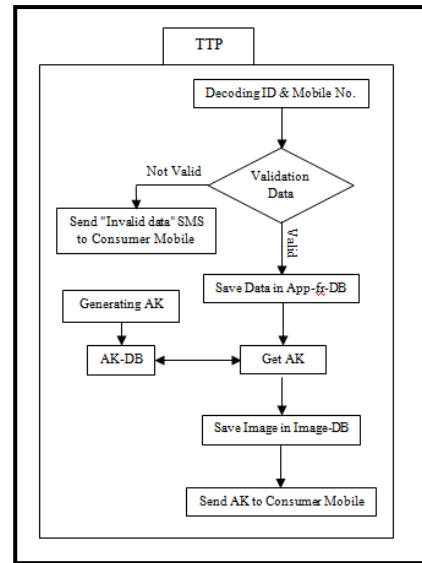 TTP
Decoding ID & Mobile No.
Not Valid
Validation
Data
Send "Invalid data" SMS
to Consumer Mobile
Valid
Save Data in App-fr-DB
Generating AK
AK-DB
Get AK
Save Image in Image-DB
Send AK to Consumer Mobile